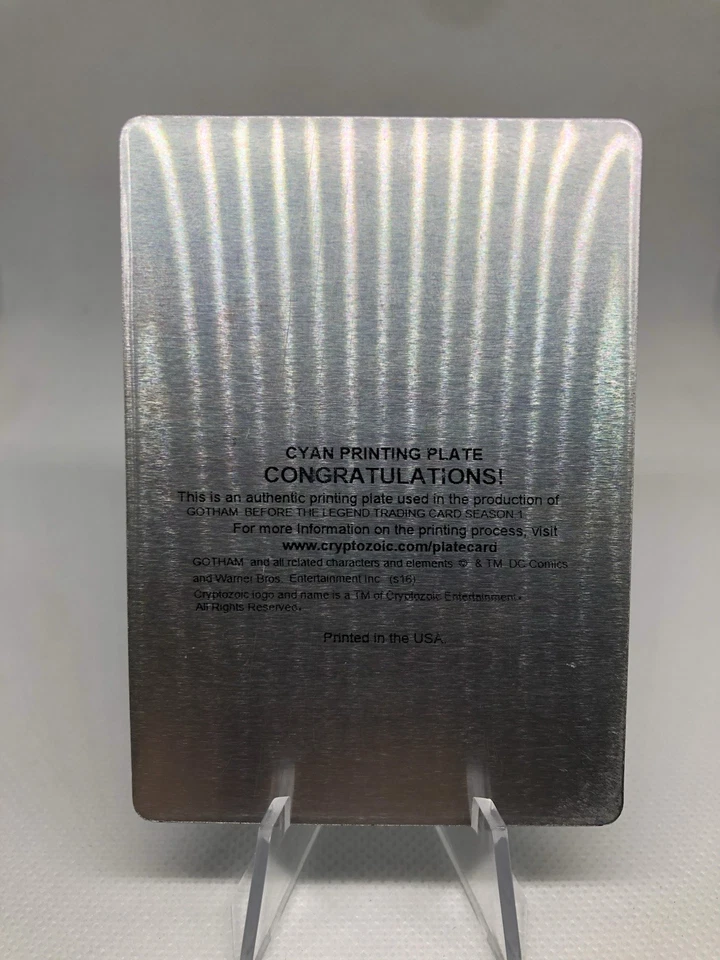 CYAN PRINTING PLATE
CONGRATULATIONS!
This is an authentic printing plate used in the production of
GOTHAM BEFORE THE LEGEND TRADING CARD SEASON 1
For more Information on the printing process, visit
www.cryptozoic.com/platecard
GOTHAM and all related characters and elements © & TM DC Comics
and Warner Bros. Entertainment Inc. (s16)
Cryptozoic logo and name is a TM of Cryptozoic Entertainment.
All Rights Reserved.
Printed in the USA.